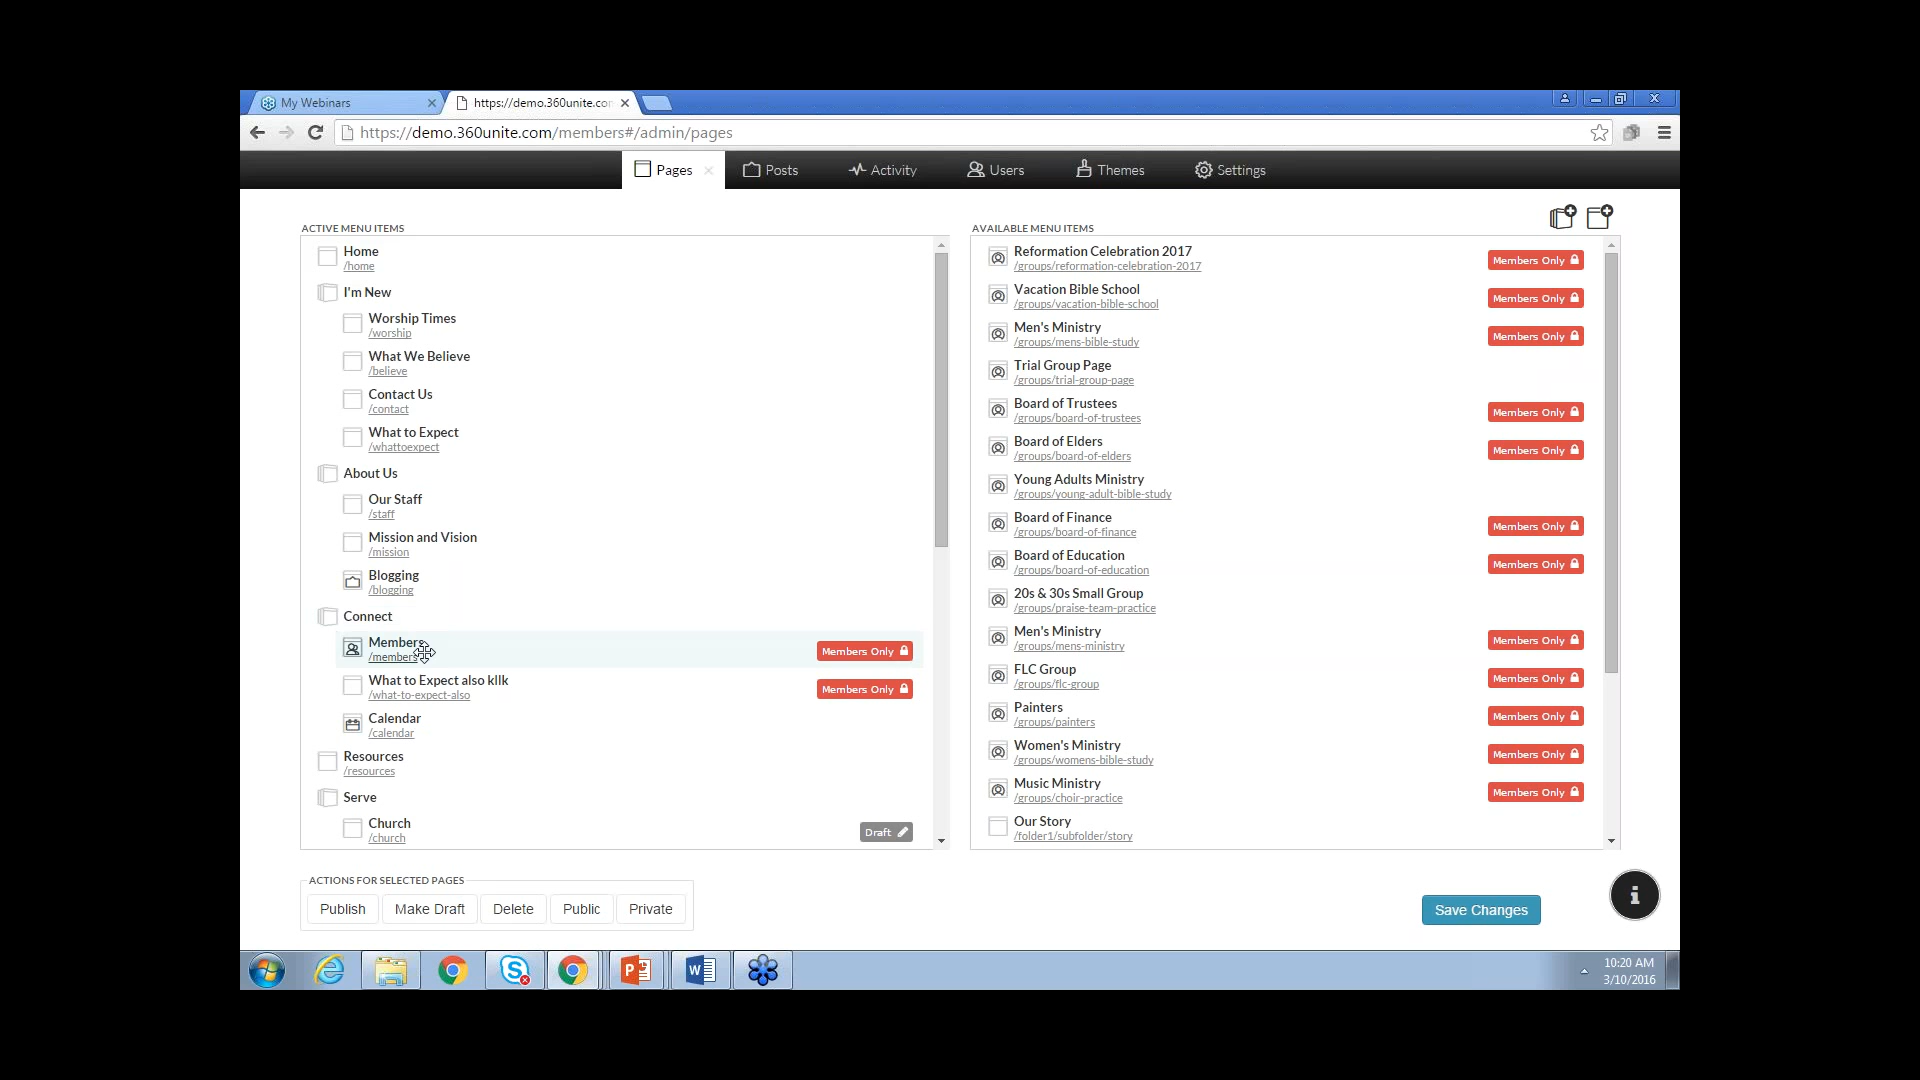 My Webinars
https://demo.360unite.con
https://demo.360unite.com/members#/admin/pages
Pages
Posts
Activity
Users
Themes
Settings
ACTIVE MENU ITEMS
Home
/home
I'm New
Worship Times
/worship
What We Believe
/believe
Contact Us
/contact
What to Expect
/whattoexpect
About Us
Our Staff
/staff
Mission and Vision
/mission
Blogging
/blogging
Connect
Members
/members
Members Only
What to Expect also kllk
/what-to-expect-also
Members Only
Calendar
/calendar
Resources
/resources
Serve
Church
/church
Draft
AVAILABLE MENU ITEMS
Reformation Celebration 2017
/groups/reformation-celebration-2017
Members Only
Vacation Bible School
/groups/vacation-bible-school
Members Only
Men's Ministry
/groups/mens-bible-study
Members Only
Trial Group Page
/groups/trial-group-page
Board of Trustees
/groups/board-of-trustees
Members Only
Board of Elders
/groups/board-of-elders
Members Only
Young Adults Ministry
/groups/young-adult-bible-study
Board of Finance
/groups/board-of-finance
Members Only
Board of Education
/groups/board-of-education
Members Only
20s & 30s Small Group
/groups/praise-team-practice
Men's Ministry
/groups/mens-ministry
Members Only
FLC Group
/groups/flc-group
Members Only
Painters
/groups/painters
Members Only
Women's Ministry
/groups/womens-bible-study
Members Only
Music Ministry
/groups/choir-practice
Members Only
Our Story
/folder1/subfolder/story
ACTIONS FOR SELECTED PAGES
Publish
Make Draft
Delete
Public
Private
Save Changes
10:20 AM
3/10/2016